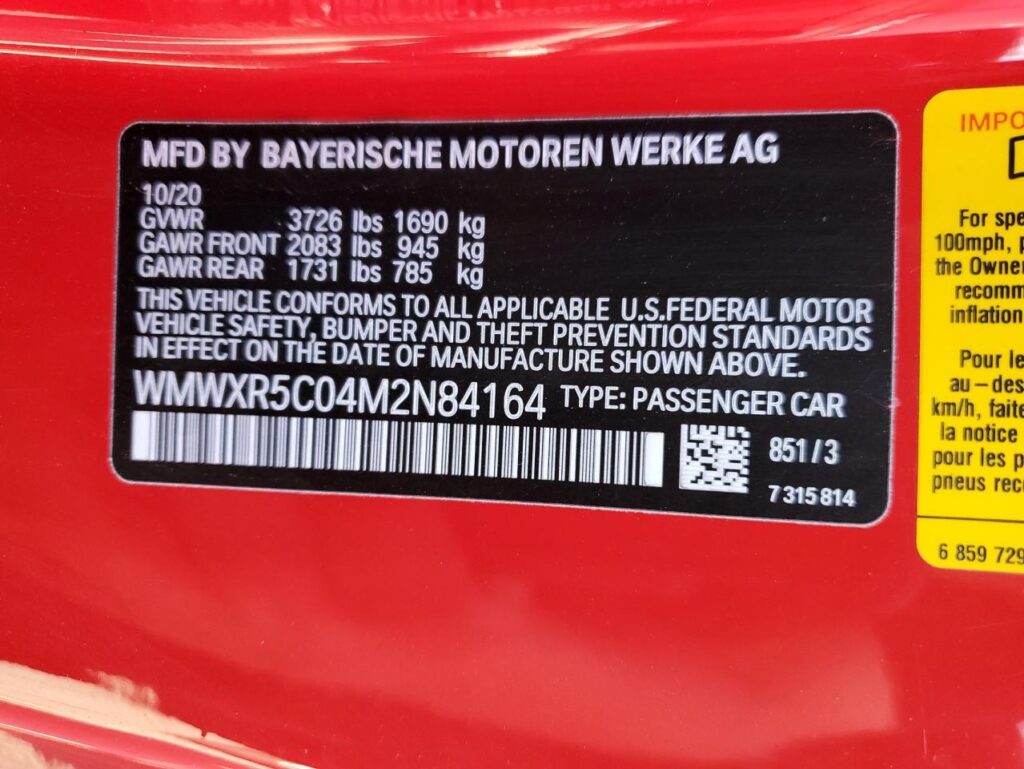 MFD BY BAYERISCHE MOTOREN WERKE AG
10/20
GVWR 3726 lbs 1690 kg
GAWR FRONT 2083 lbs 945 kg
GAWR REAR 1731 lbs 785 kg
THIS VEHICLE CONFORMS TO ALL APPLICABLE U.S.FEDERAL MOTOR
VEHICLE SAFETY, BUMPER AND THEFT PREVENTION STANDARDS
IN EFFECT ON THE DATE OF MANUFACTURE SHOWN ABOVE.
WMWXR5C04M2N84164 TYPE: PASSENGER CAR
851/3
7 315 814
IMPO
For spe
100mph, p
the Owner
recomm
inflation
Pour le
au-des
km/h, faite
la notice
pour les p
pneus rec
6 859 729